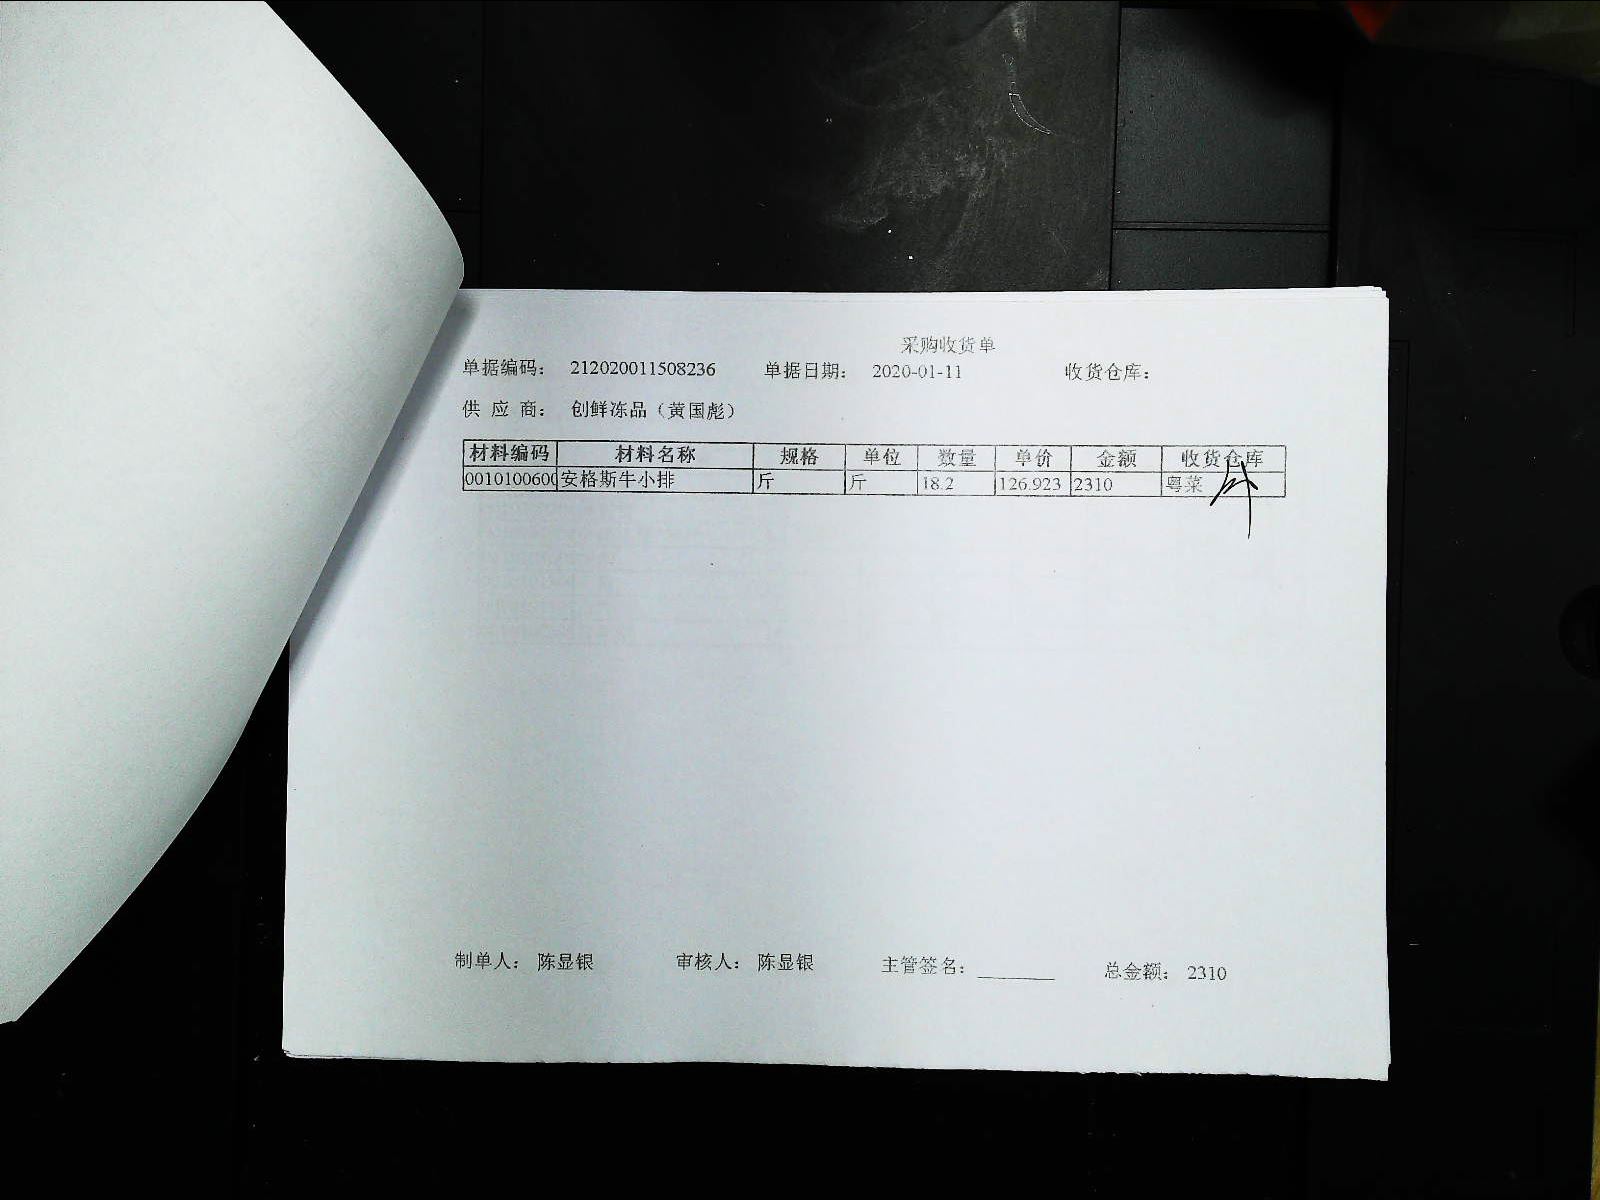 采购收货单
单据编码: 212020011508236 单据日期: 2020-01-11 收货仓库:
供 应 商: 创鲜冻品（黄国彪）
材料编码 材料名称 规格 单位 数量 单价 金额 收货仓库
0010100600 安格斯牛小排 斤 斤 18.2 126.923 2310 粤菜
制单人: 陈显银 审核人: 陈显银 主管签名: ________ 总金额: 2310